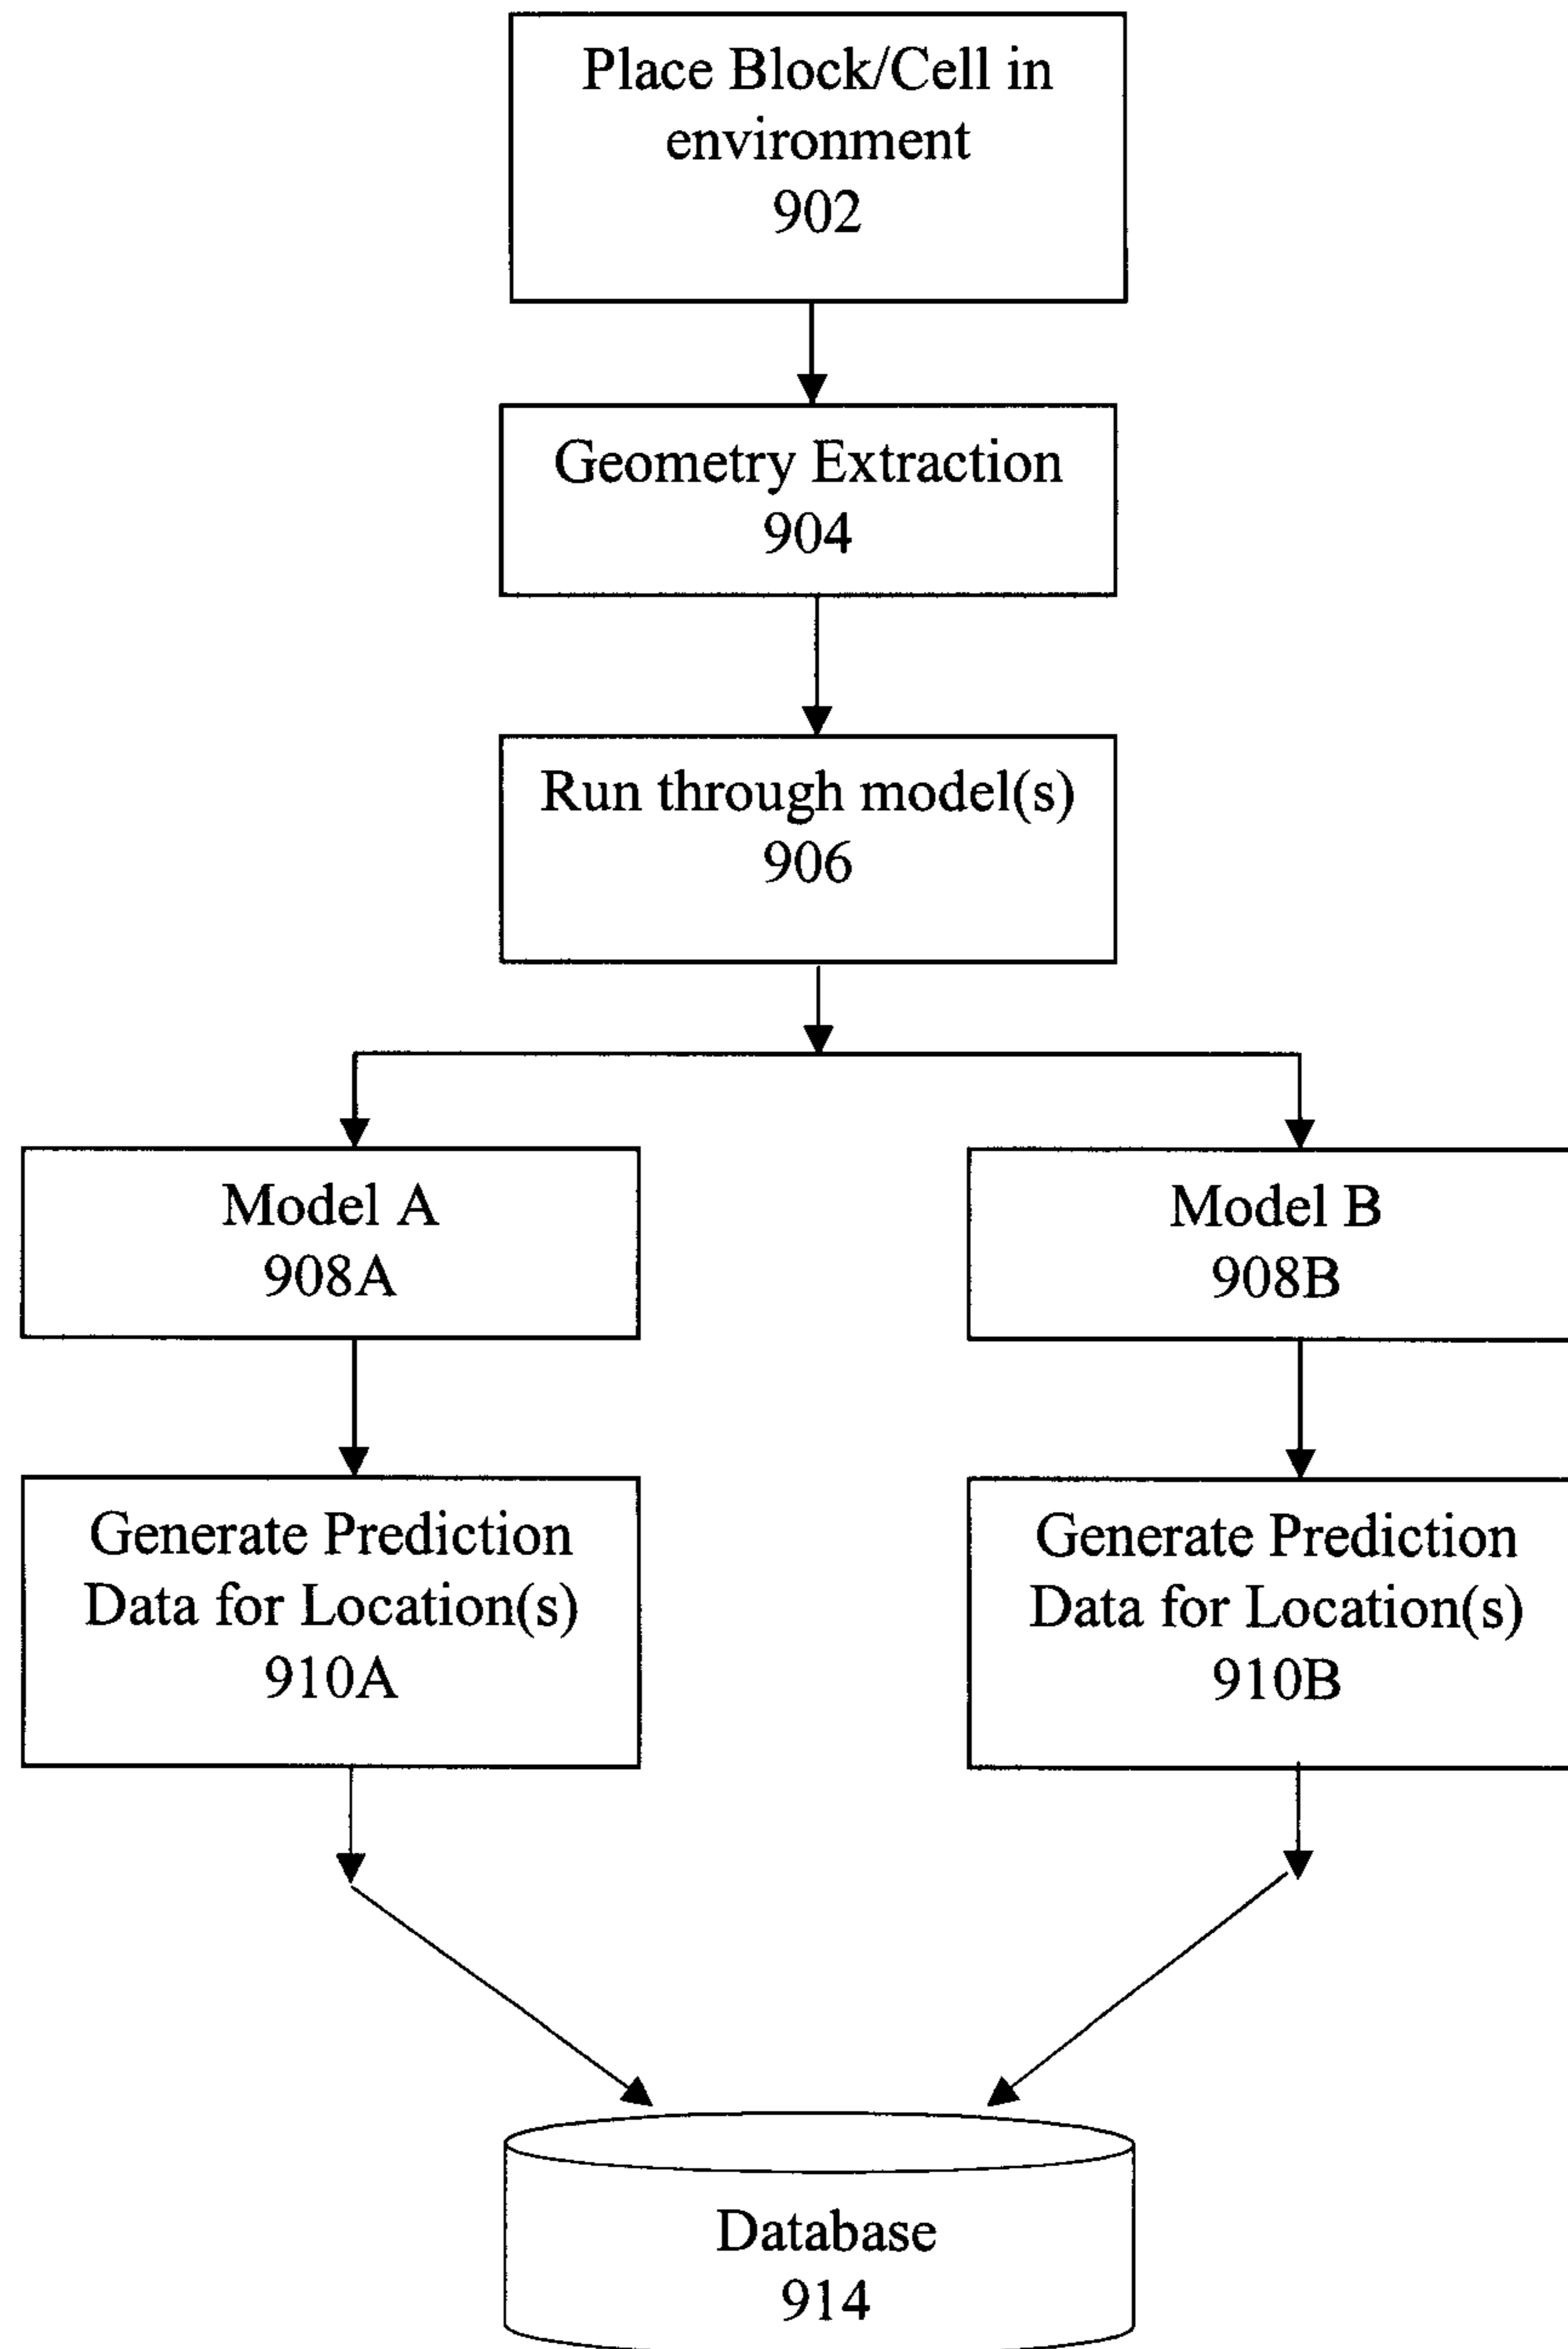 Place Block/Cell in
environment
902
Geometry Extraction
904
Run through model(s)
906
Model A
908A
Model B
908B
Generate Prediction
Data for Location(s)
910A
Generate Prediction
Data for Location(s)
910B
Database
914